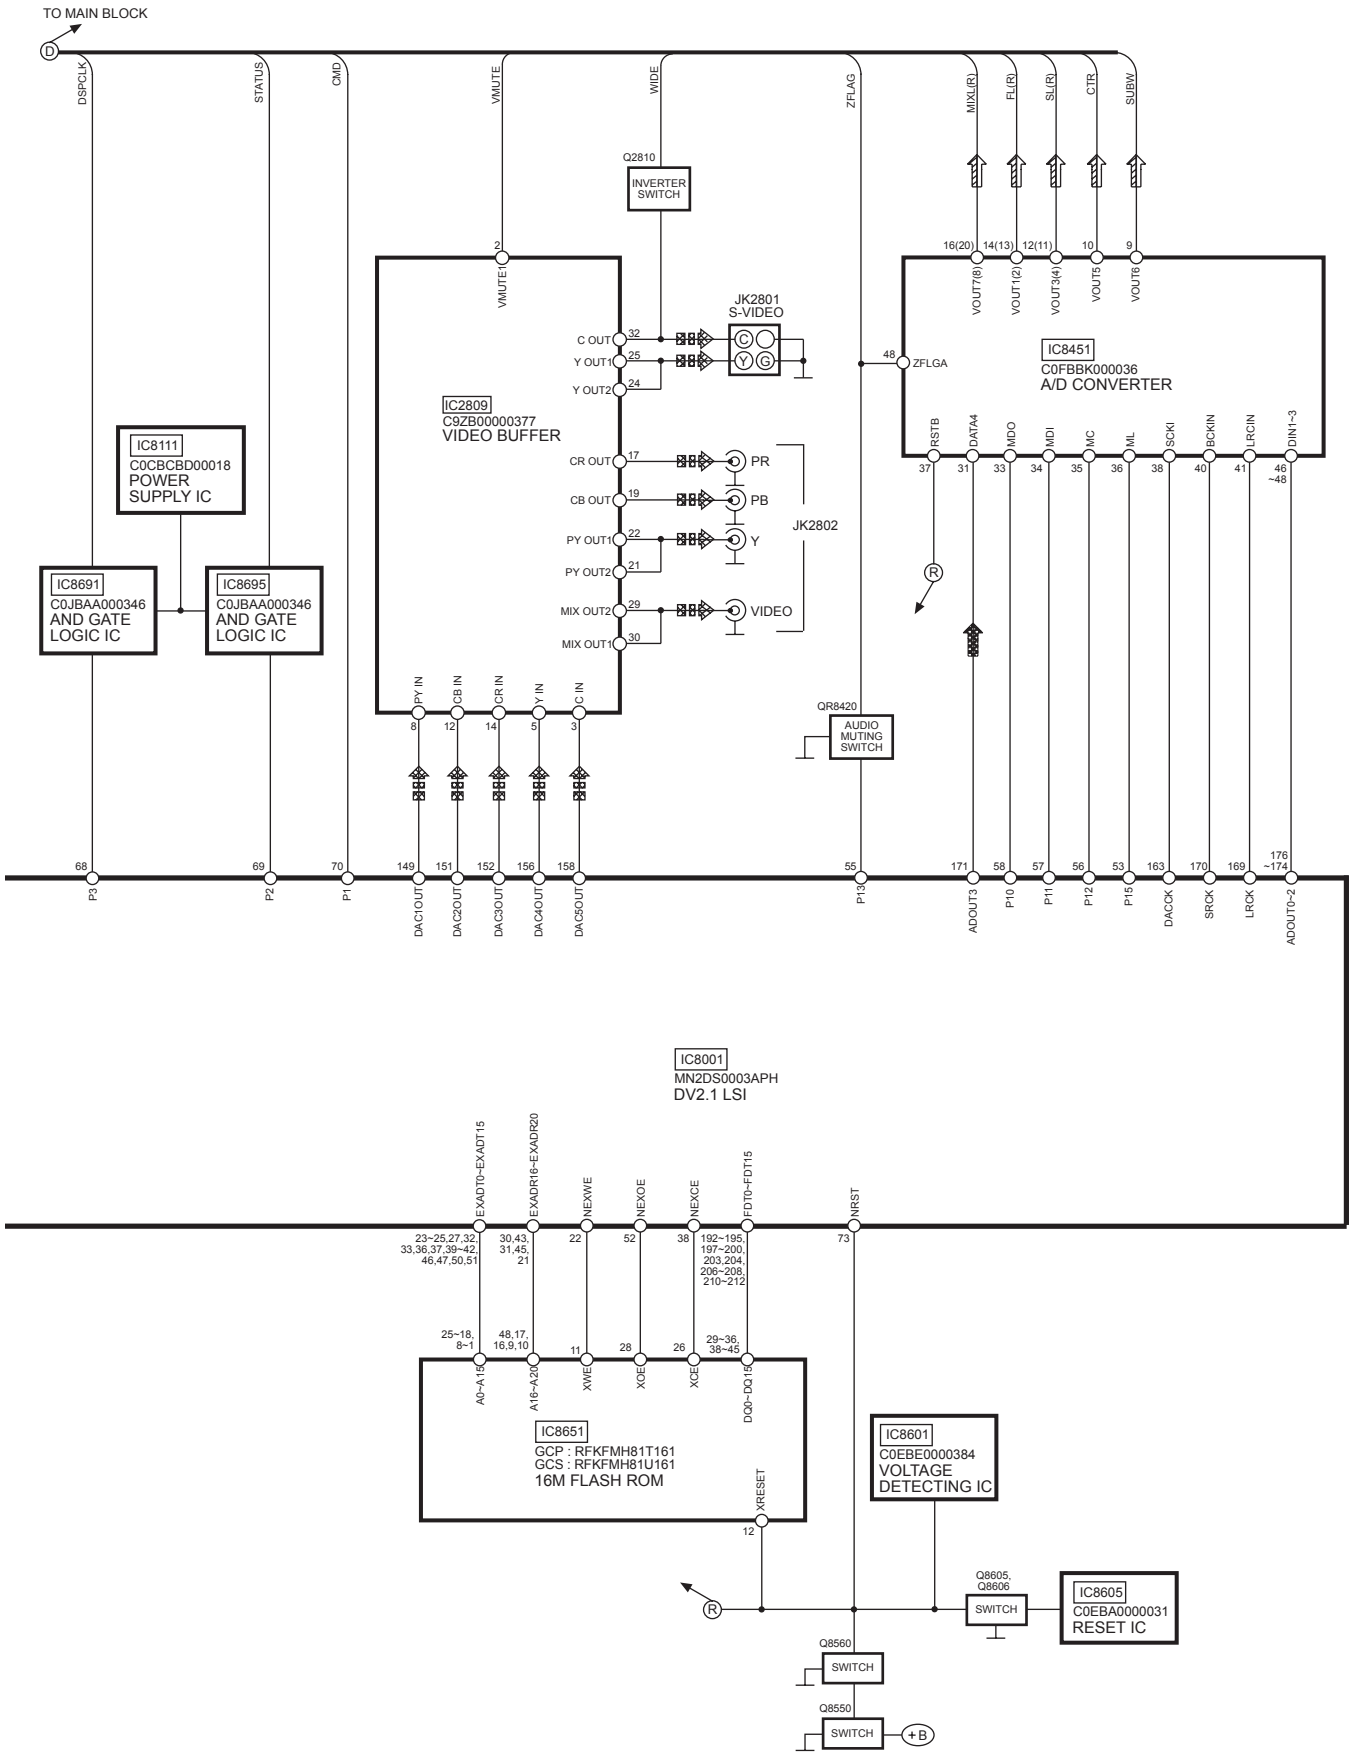 TO MAIN BLOCK
D
DSPCLK
STATUS
CMD
VMUTE
WIDE
ZFLAG
MIXL(R)
FL(R)
SL(R)
CTR
SUBW
Q2810
INVERTER
SWITCH
2
VMUTE1
16(20)
14(13)
12(11)
10
9
VOUT7(8)
VOUT1(2)
VOUT3(4)
VOUT5
VOUT6
JK2801
S-VIDEO
C
Y
G
C OUT
32
Y OUT1
25
Y OUT2
24
IC2809
C9ZB00000377
VIDEO BUFFER
CR OUT
17
PR
CB OUT
19
PB
PY OUT1
22
Y
PY OUT2
21
MIX OUT2
29
VIDEO
MIX OUT1
30
JK2802
48
ZFLGA
IC8451
C0FBBK000036
A/D CONVERTER
RSTB
DATA4
MDO
MDI
MC
ML
SCKI
BCKIN
LRCIN
DIN1~3
37
31
33
34
35
36
38
40
41
46
~48
R
IC8111
C0CBCBD00018
POWER
SUPPLY IC
IC8691
C0JBAA000346
AND GATE
LOGIC IC
IC8695
C0JBAA000346
AND GATE
LOGIC IC
PY IN
CB IN
CR IN
Y IN
C IN
8
12
14
5
3
QR8420
AUDIO
MUTING
SWITCH
68
69
70
149
151
152
156
158
55
171
58
57
56
53
163
170
169
176
~174
P3
P2
P1
DAC1OUT
DAC2OUT
DAC3OUT
DAC4OUT
DAC5OUT
P13
ADOUT3
P10
P11
P12
P15
DACCK
SRCK
LRCK
ADOUT0~2
IC8001
MN2DS0003APH
DV2.1 LSI
EXADT0~EXADT15
EXADR16~EXADR20
NEXWE
NEXOE
NEXCE
FDT0~FDT15
NRST
23~25,27,32,
33,36,37,39~42,
46,47,50,51
30,43,
31,45,
21
22
52
38
192~195,
197~200,
203,204,
206~208,
210~212
73
25~18,
8~1
48,17,
16,9,10
11
28
26
29~36,
38~45
A0~A15
A16~A20
XWE
XOE
XCE
DQ0~DQ15
IC8651
GCP : RFKFMH81T161
GCS : RFKFMH81U161
16M FLASH ROM
XRESET
12
IC8601
C0EBE0000384
VOLTAGE
DETECTING IC
R
Q8605,
Q8606
SWITCH
IC8605
C0EBA0000031
RESET IC
Q8560
SWITCH
Q8550
SWITCH
+B